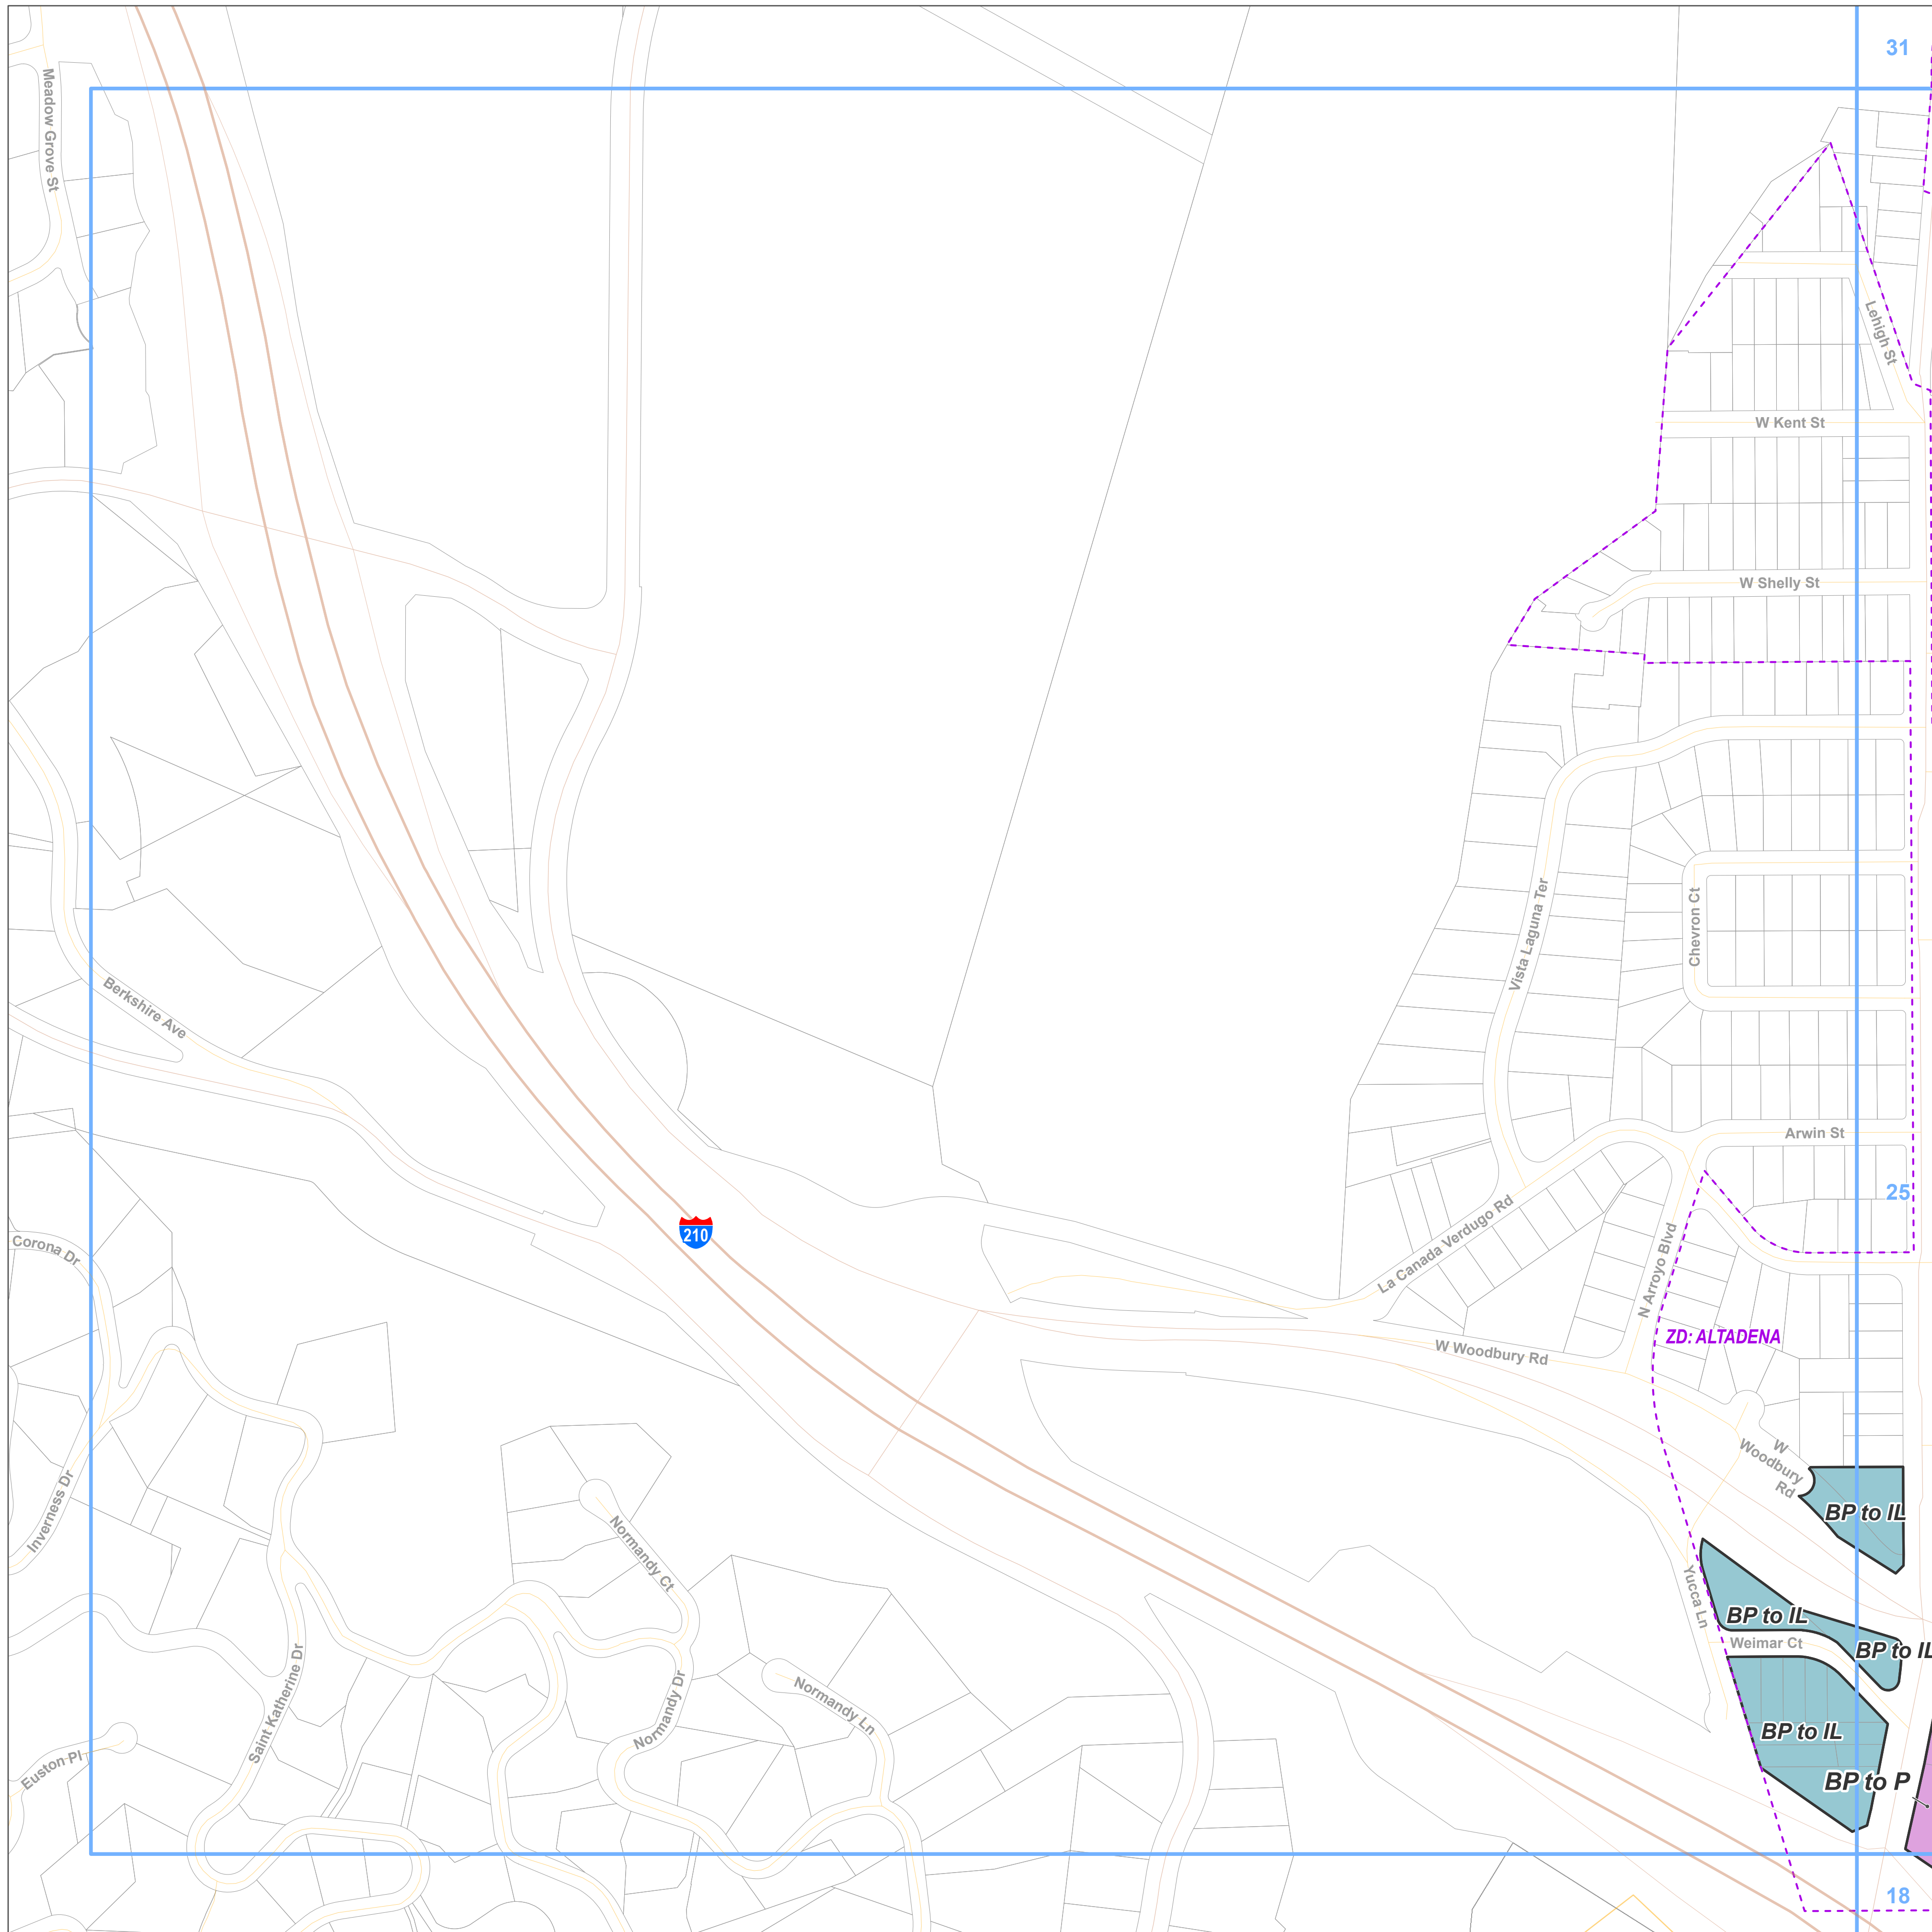 31
Meadow Grove St
Lehigh St
W Kent St
W Shelly St
Vista Laguna Ter
Chevron Ct
Berkshire Ave
Arwin St
25
La Canada Verdugo Rd
N Arroyo Blvd
210
Corona Dr
ZD: ALTADENA
W Woodbury Rd
W
Woodbury
Rd
Inverness Dr
BP to IL
Normandy Ct
Yucca Ln
BP to IL
Weimar Ct
BP to IL
Saint Katherine Dr
Normandy Dr
Normandy Ln
BP to IL
Euston Pl
BP to P
18